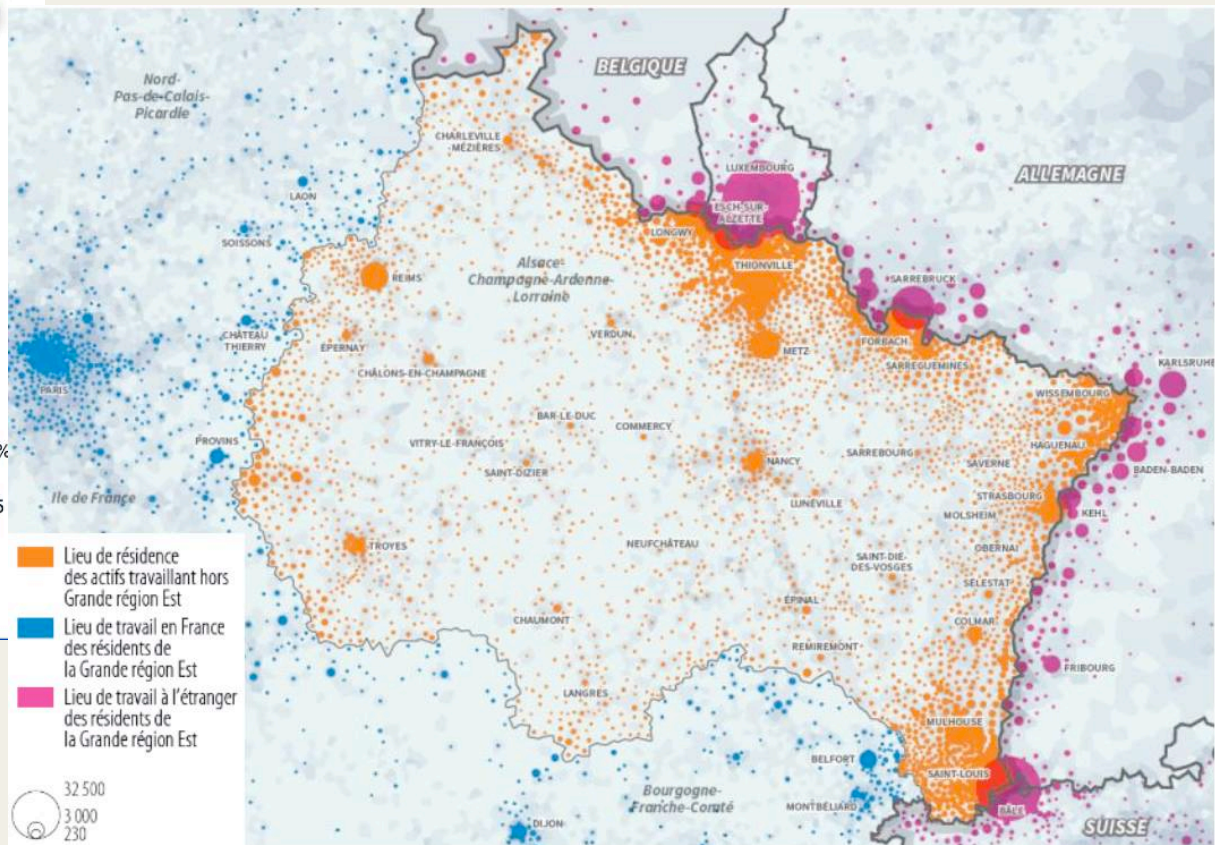 BELGIQUE
Nord-
Pas-de-Calais-
Picardie
CHARLEVILLE
-MÉZIÈRES
LUXEMBOURG
ALLEMAGNE
LAON
ESCH-SUR-
ALZETTE
LONGWY
SOISSONS
THIONVILLE
Alsace-
Champagne-Ardenne-
Lorraine
REIMS
SARREBRUCK
CHÂTEAU
THIERRY
ÉPERNAY
VERDUN
METZ
FORBACH
SARREGUEMINES
CHÂLONS-EN-CHAMPAGNE
KARLSRUHE
PARIS
WISSEMBOURG
BAR-LE-DUC
COMMERCY
PROVINS
VITRY-LE-FRANÇOIS
HAGUENAU
%
SAINT-DIZIER
NANCY
SARREBOURG
SAVERNE
BADEN-BADEN
Ile de France
5
LUNÉVILLE
STRASBOURG
MOLSHEIM
KEHL
TROYES
NEUFCHÂTEAU
SAINT-DIÉ-
DES-VOSGES
OBERNAI
SÉLESTAT
CHAUMONT
ÉPINAL
COLMAR
REMIREMONT
FRIBOURG
LANGRES
MULHOUSE
BELFORT
SAINT-LOUIS
Bourgogne-
Franche-Comté
MONTBÉLIARD
BÂLE
DIJON
SUISSE
Lieu de résidence
des actifs travaillant hors
Grande région Est
Lieu de travail en France
des résidents de
la Grande région Est
Lieu de travail à l'étranger
des résidents de
la Grande région Est
32 500
3 000
230